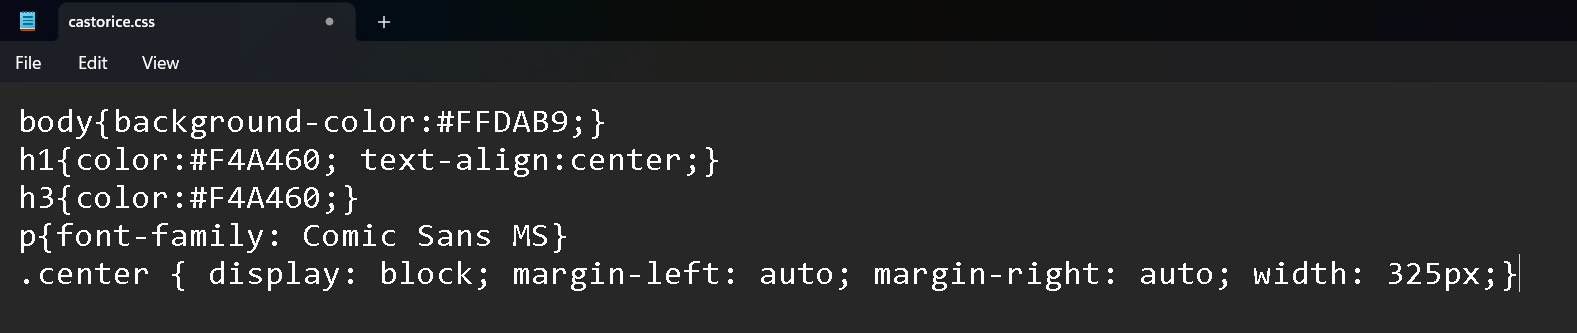 castorice.css
File Edit View
body{background-color:#FFDAB9;}
h1{color:#F4A460; text-align:center;}
h3{color:#F4A460;}
p{font-family: Comic Sans MS}
.center { display: block; margin-left: auto; margin-right: auto; width: 325px;}